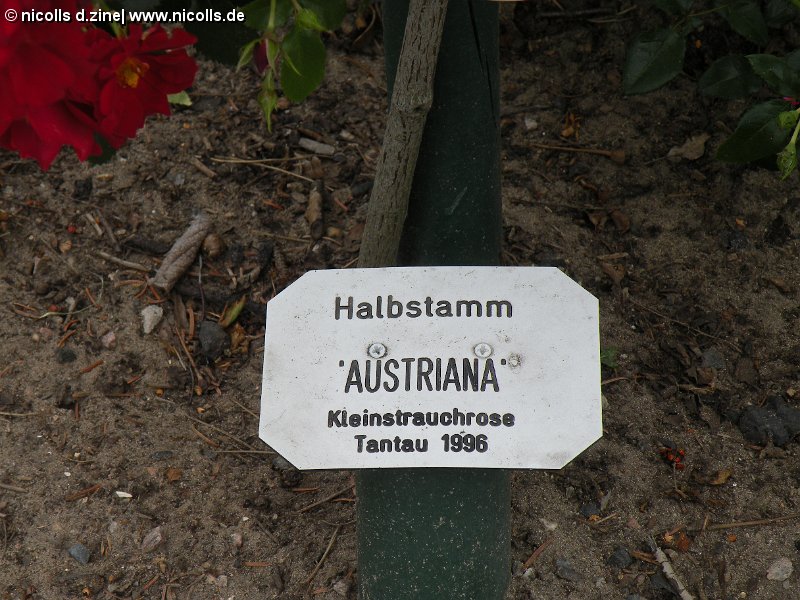 © nicolls d.zine| www.nicolls.de
Halbstamm
'AUSTRIANA'
Kleinstrauchrose
Tantau 1996